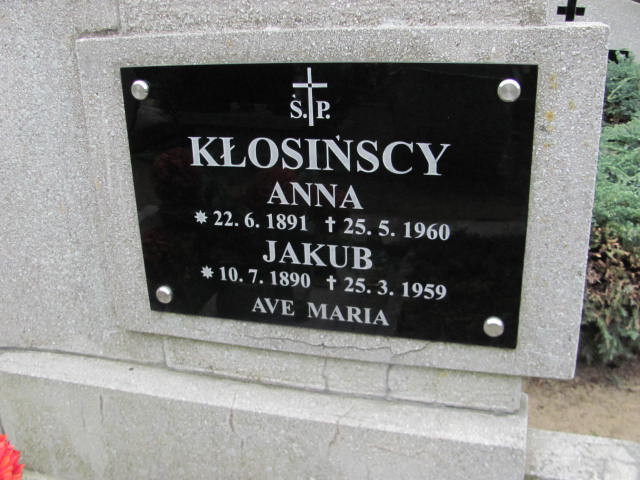 Ś. P.
KŁOSIŃSCY
ANNA
* 22. 6. 1891 † 25. 5. 1960
JAKUB
* 10. 7. 1890 † 25. 3. 1959
AVE MARIA